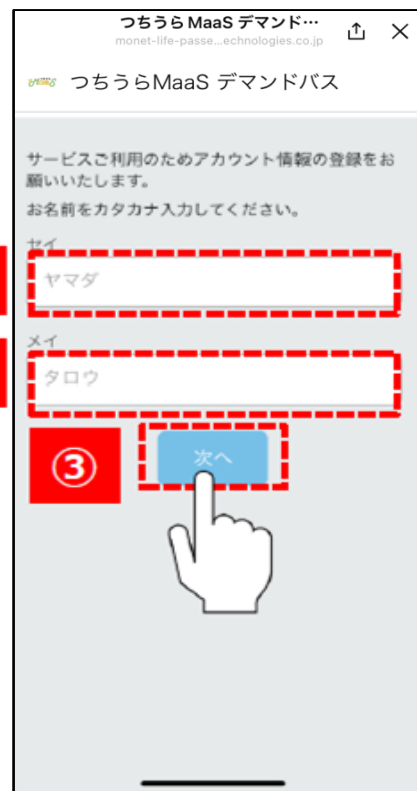 つちうら MaaS デマンド…
monet-life-passe...echnologies.co.jp
つちうらMaaS デマンドバス
サービスご利用のためアカウント情報の登録をお
願いいたします。
お名前をカタカナ入力してください。
セイ
ヤマダ
メイ
タロウ
③
次へ